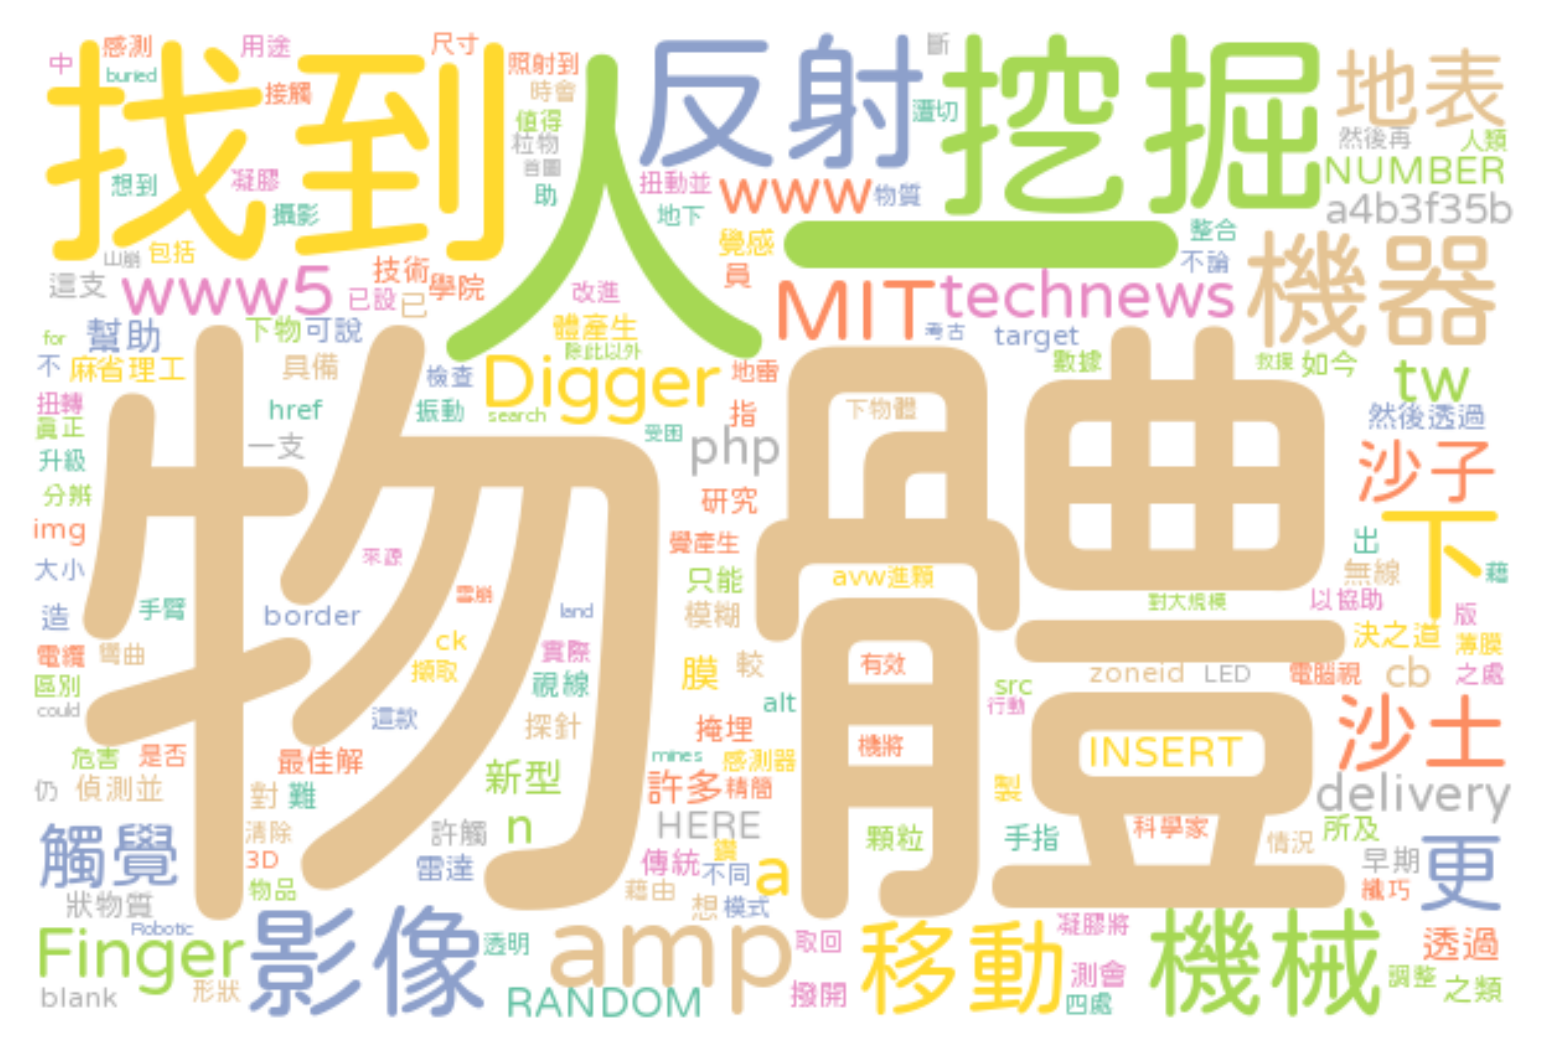 找到
人
反射
挖掘
一
地表
機器
物體
中
感測
用途
尺寸
buried
接觸
照射到
時會
值得
粒物
首圖
助
想到
凝膠
攝影
山崩
包括
這支
www5
已設
已
技術
學院
改進
斷
遭切
扭動並
www
物質
地下
覺感
員
整合
不論
然後再
人類
NUMBER
a4b3f35b
MIT
technews
考古
target
tw
for
幫助
下物
可說
體產生
除此以外
不
麻省理工
具備
檢查
Digger
地雷
數據
救援
如今
扭轉
href
振動
search
指
下物體
然後透過
真正
一支
受困
php
沙子
升級
分辨
研究
下
img
來源
覺產生
出
大小
雪崩
只能
avw進顆
無線
藉
造
手臂
border
land
模糊
對大規模
以協助
版
電纜
彎曲
ck
實際
決之道
薄膜
區別
擷取
視線
膜
較
有效
zoneid
LED
電腦視
cb
之處
could
這款
探針
alt
src
行動
掩埋
沙土
危害
是否
最佳解
mines
感測器
機將
INSERT
仍
偵測並
對
難
新型
許多
精簡
製
delivery
觸覺
清除
許觸
n
HERE
顆粒
手指
科學家
情況
所及
3D
雷達
傳統
鑽
不同
a
早期
更
物品
藉由
纖巧
狀物質
想
模式
Robotic
Finger
影像
透明
amp
取回
移動
凝膠將
機械
透過
blank
形狀
RANDOM
撥開
測會
四處
調整
之類